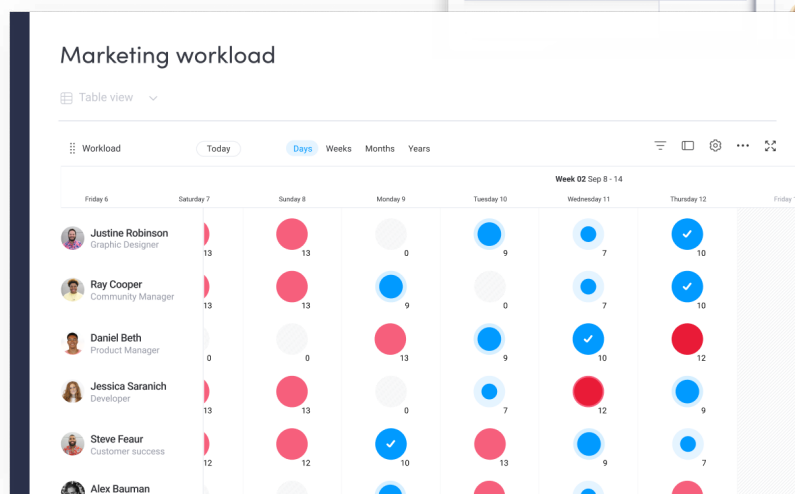 Marketing workload
Table view
Workload Today Days Weeks Months Years
Week 02 Sep 8 - 14
Friday 6 Saturday 7 Sunday 8 Monday 9 Tuesday 10 Wednesday 11 Thursday 12 Friday
Justine Robinson
Graphic Designer
13 13 0 9 7 10
Ray Cooper
Community Manager
13 13 9 0 7 10
Daniel Beth
Product Manager
0 0 13 9 10 12
Jessica Saranich
Developer
13 13 0 7 12 9
Steve Feaur
Customer success
12 12 10 13 9 7
Alex Bauman